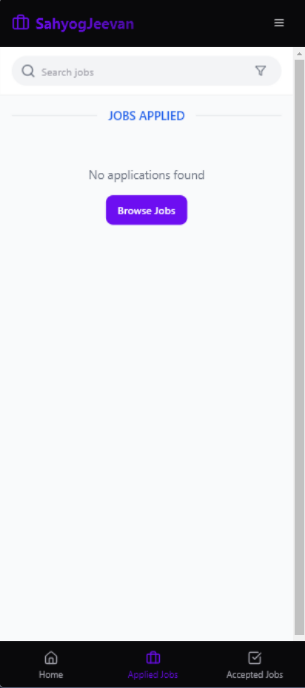 SahyogJeevan
Search jobs
JOBS APPLIED
No applications found
Browse Jobs
Home
Applied Jobs
Accepted Jobs